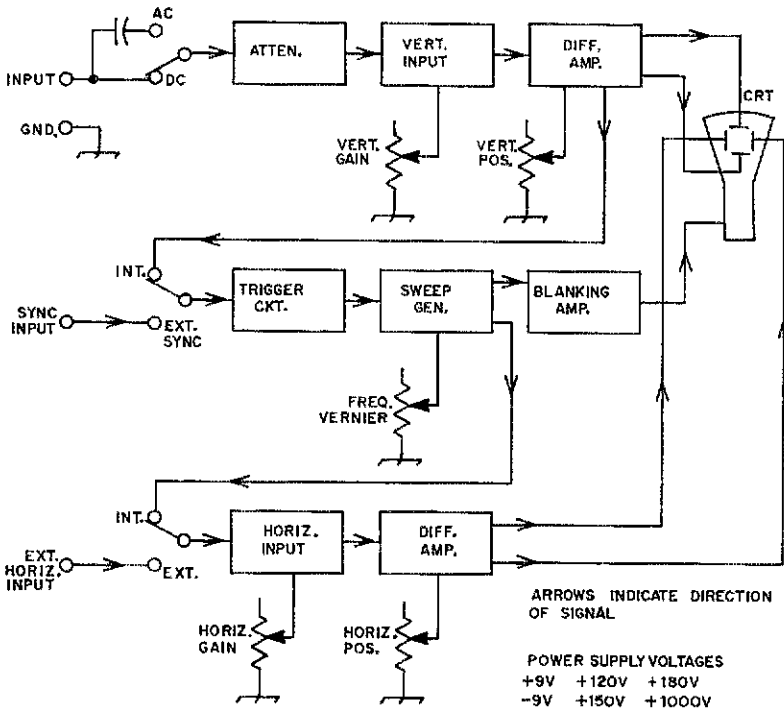 AC
INPUT
DC
GND.
ATTEN.
VERT.
INPUT
DIFF.
AMP.
CRT
VERT.
GAIN
VERT.
POS.
INT.
SYNC
INPUT
EXT.
SYNC
TRIGGER
CKT.
SWEEP
GEN.
BLANKING
AMP.
FREQ.
VERNIER
INT.
EXT.
HORIZ.
INPUT
EXT.
HORIZ.
INPUT
DIFF.
AMP.
HORIZ.
GAIN
HORIZ.
POS.
ARROWS INDICATE DIRECTION
OF SIGNAL
POWER SUPPLY VOLTAGES
+9V +120V +180V
-9V +150V +1000V